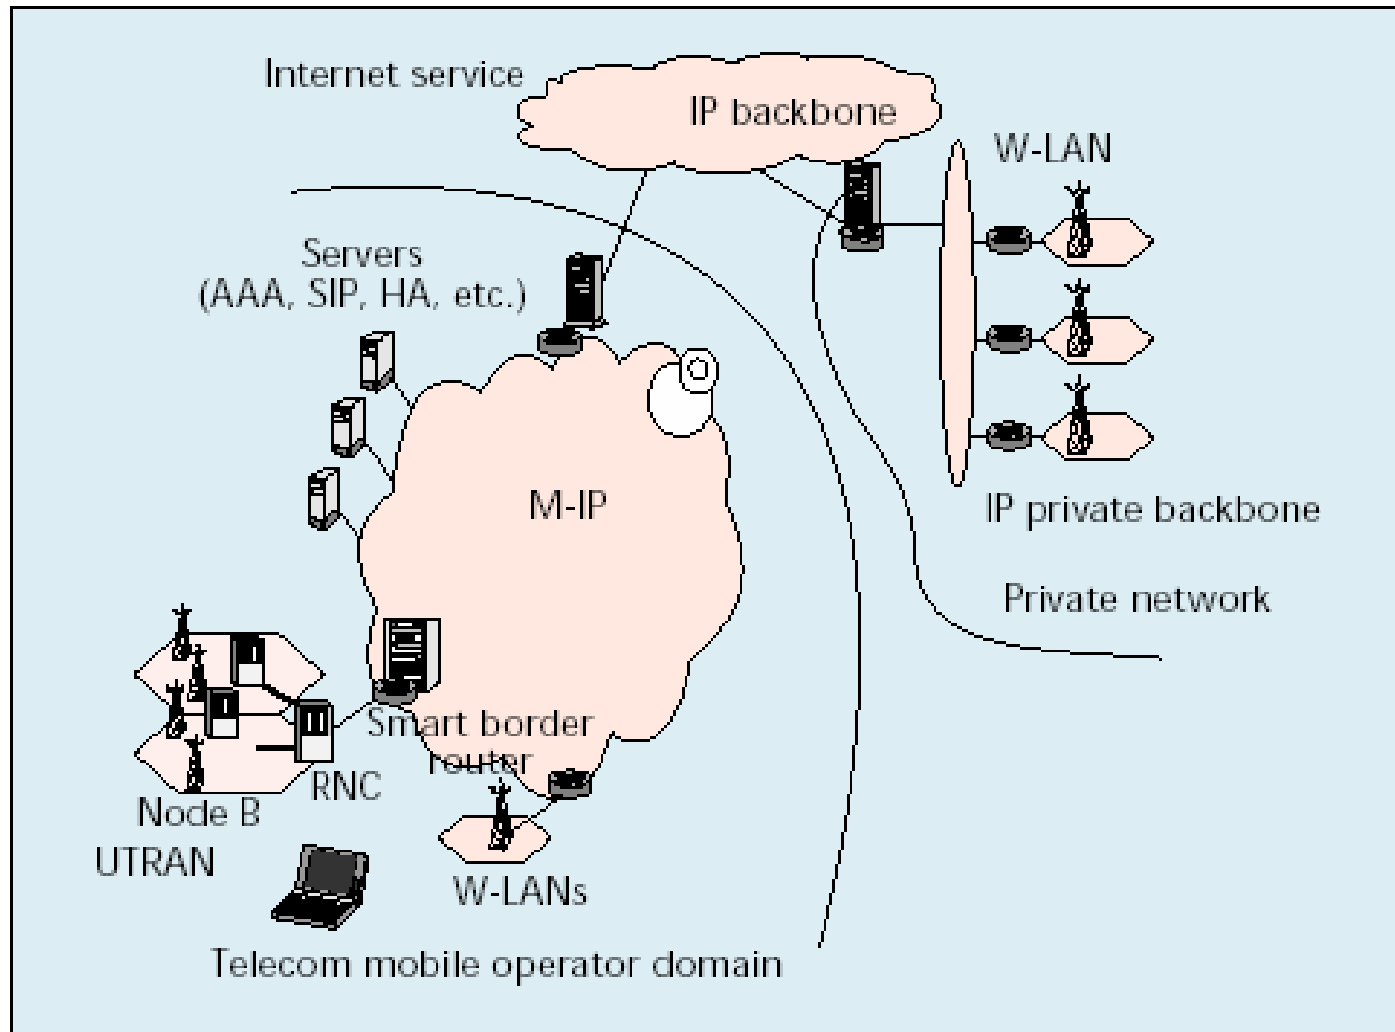 Internet service
IP backbone
W-LAN
Servers
(AAA, SIP, HA, etc.)
M-IP
IP private backbone
Private network
Smart border
router
RNC
Node B
UTRAN
W-LANs
Telecom mobile operator domain